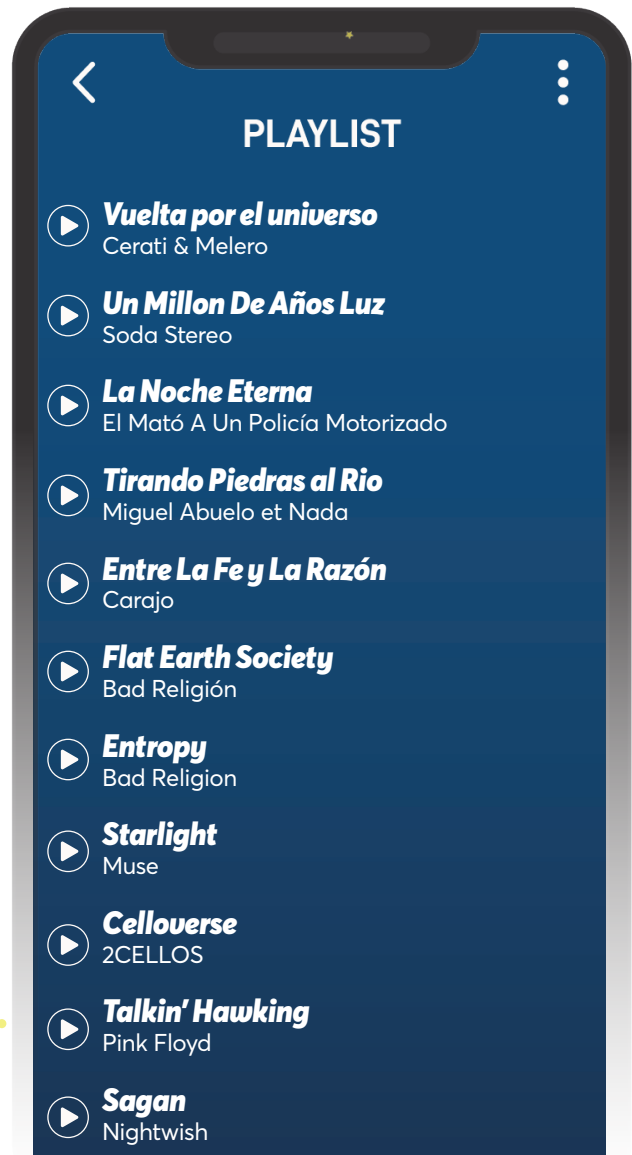 PLAYLIST
Vuelta por el universo
Cerati & Melero
Un Millon De Años Luz
Soda Stereo
La Noche Eterna
El Mató A Un Policía Motorizado
Tirando Piedras al Rio
Miguel Abuelo et Nada
Entre La Fe y La Razón
Carajo
Flat Earth Society
Bad Religión
Entropy
Bad Religion
Starlight
Muse
Celloverse
2CELLOS
Talkin' Hawking
Pink Floyd
Sagan
Nightwish